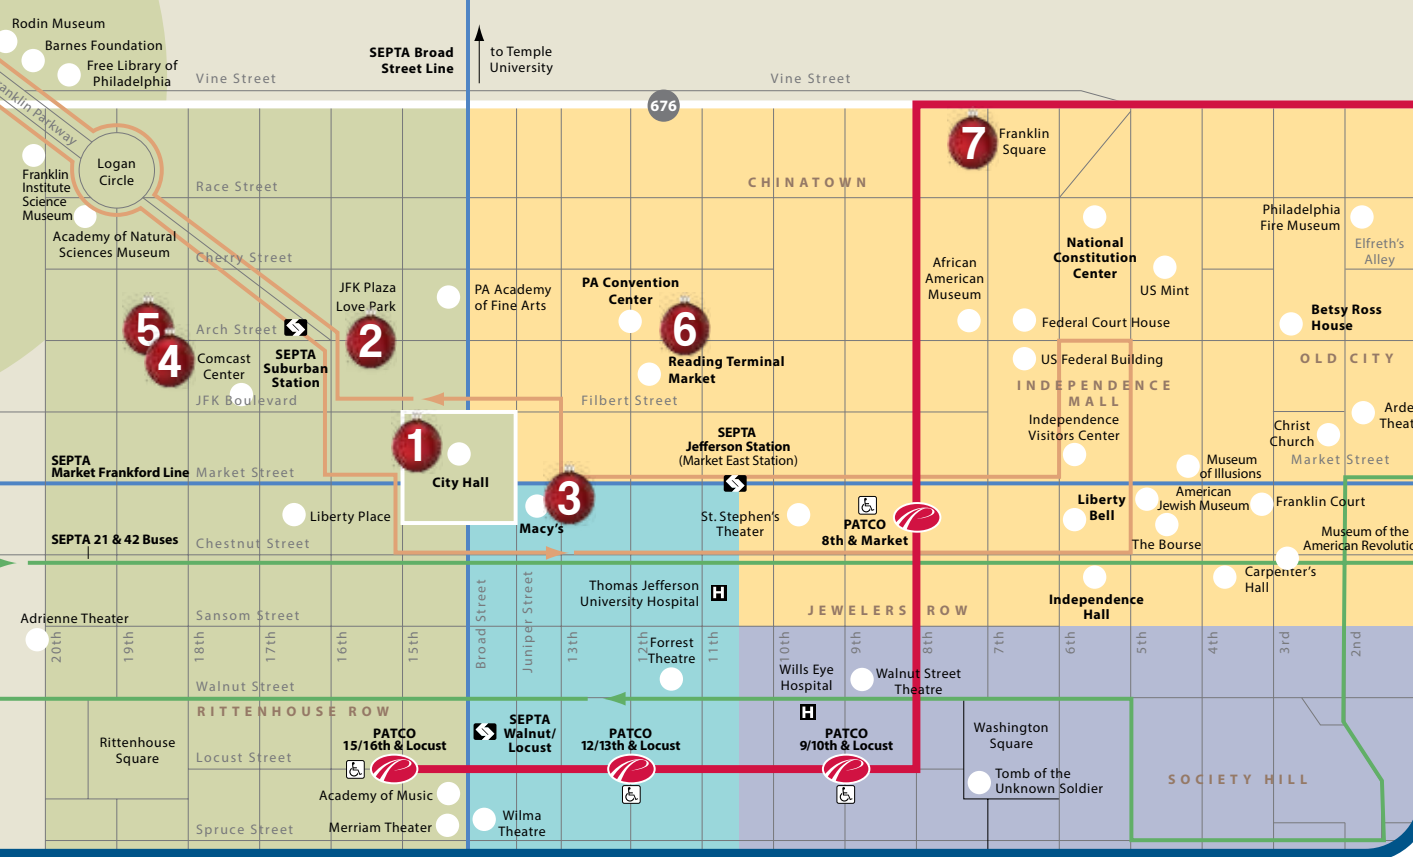 Rodin Museum
Barnes Foundation
Free Library of
Philadelphia
SEPTA Broad
Street Line
to Temple
University
Vine Street
Vine Street
676
anklin Parkway
Logan
Circle
Franklin
Institute
Science
Museum
Academy of Natural
Sciences Museum
Race Street
CHINATOWN
7
Franklin
Square
Cherry Street
JFK Plaza
Love Park
PA Academy
of Fine Arts
PA Convention
Center
African
American
Museum
National
Constitution
Center
US Mint
Philadelphia
Fire Museum
Elfreth's
Alley
5
4
Arch Street
2
6
Federal Court House
Betsy Ross
House
Comcast
Center
SEPTA
Suburban
Station
Reading Terminal
Market
US Federal Building
OLD CITY
INDEPENDENCE
MALL
JFK Boulevard
Filbert Street
Independence
Visitors Center
Arde
Theat
Christ
Church
1
City Hall
SEPTA
Jefferson Station
(Market East Station)
SEPTA
Market Frankford Line
Market Street
Market Street
Museum
of Illusions
3
Macy's
Liberty Place
St. Stephen's
Theater
PATCO
8th & Market
Liberty
Bell
American
Jewish Museum
Franklin Court
The Bourse
Museum of the
American Revolutio
SEPTA 21 & 42 Buses
Chestnut Street
Thomas Jefferson
University Hospital
H
Independence
Hall
Carpenter's
Hall
Adrienne Theater
Sansom Street
JEWELERS ROW
20th
19th
18th
17th
16th
15th
Broad Street
Juniper Street
13th
12th
11th
10th
9th
8th
7th
6th
5th
4th
3rd
2nd
Forrest
Theatre
Wills Eye
Hospital
H
Walnut Street
Theatre
Walnut Street
RITTENHOUSE ROW
Rittenhouse
Square
Locust Street
PATCO
15/16th & Locust
SEPTA
Walnut/
Locust
PATCO
12/13th & Locust
PATCO
9/10th & Locust
Washington
Square
Tomb of the
Unknown Soldier
SOCIETY HILL
Academy of Music
Merriam Theater
Wilma
Theatre
Spruce Street